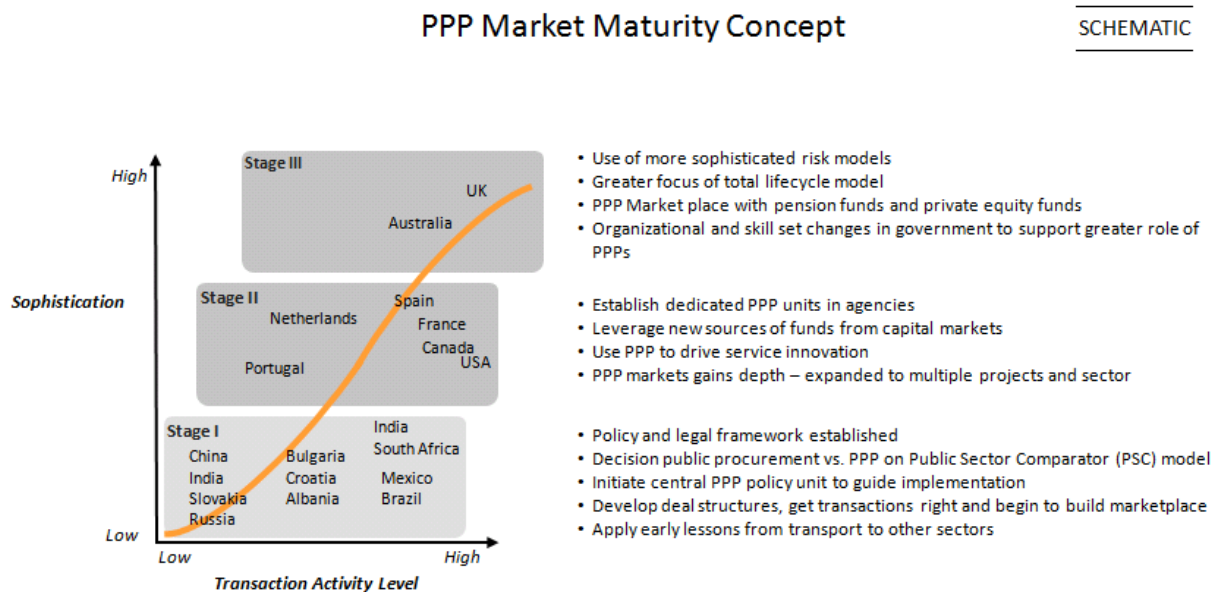 PPP Market Maturity Concept
SCHEMATIC
High
Sophistication
Low
Low
High
Transaction Activity Level
Stage III
UK
Australia
Stage II
Spain
Netherlands
France
Canada
Portugal
USA
Stage I
India
China
Bulgaria
South Africa
India
Croatia
Mexico
Slovakia
Albania
Brazil
Russia
• Use of more sophisticated risk models
• Greater focus of total lifecycle model
• PPP Market place with pension funds and private equity funds
• Organizational and skill set changes in government to support greater role of
PPPs
• Establish dedicated PPP units in agencies
• Leverage new sources of funds from capital markets
• Use PPP to drive service innovation
• PPP markets gains depth – expanded to multiple projects and sector
• Policy and legal framework established
• Decision public procurement vs. PPP on Public Sector Comparator (PSC) model
• Initiate central PPP policy unit to guide implementation
• Develop deal structures, get transactions right and begin to build marketplace
• Apply early lessons from transport to other sectors